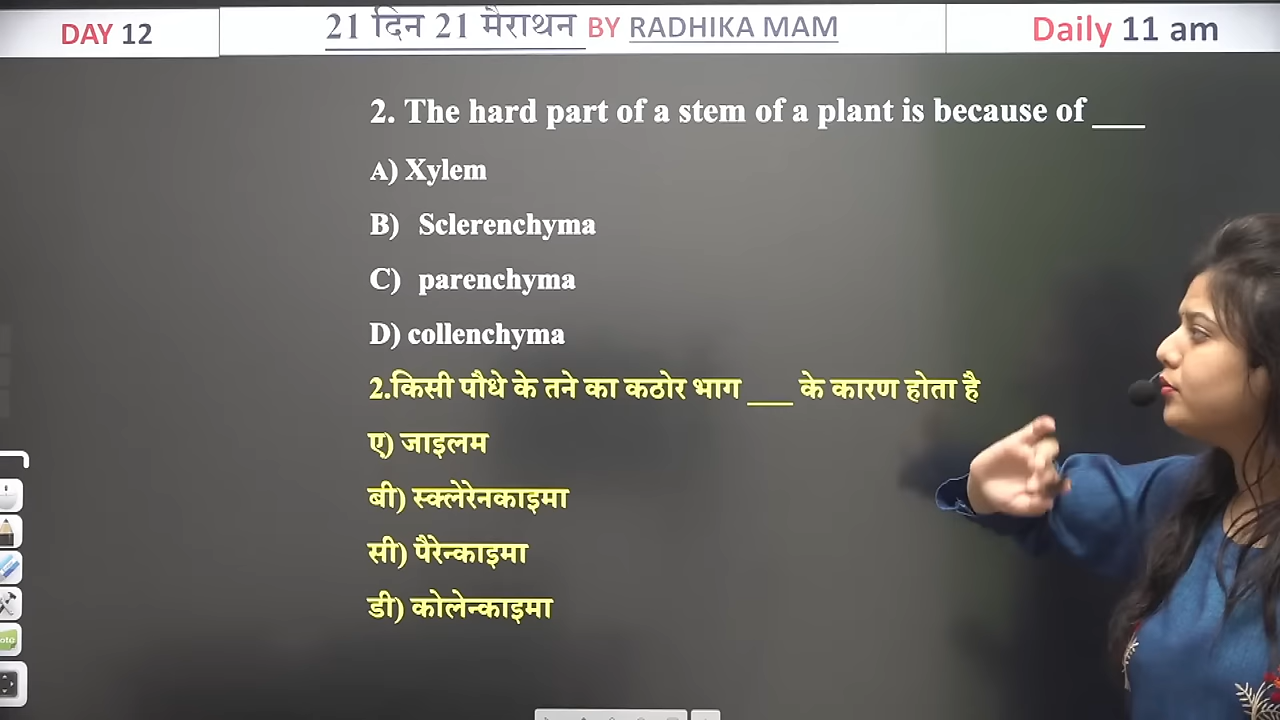 DAY 12
21 दिन 21 मैराथन BY RADHIKA MAM
Daily 11 am
2. The hard part of a stem of a plant is because of ___
A) Xylem
B) Sclerenchyma
C) parenchyma
D) collenchyma
2.किसी पौधे के तने का कठोर भाग ___ के कारण होता है
ए) जाइलम
बी) स्क्लेरेनकाइमा
सी) पैरेन्काइमा
डी) कोलेन्काइमा